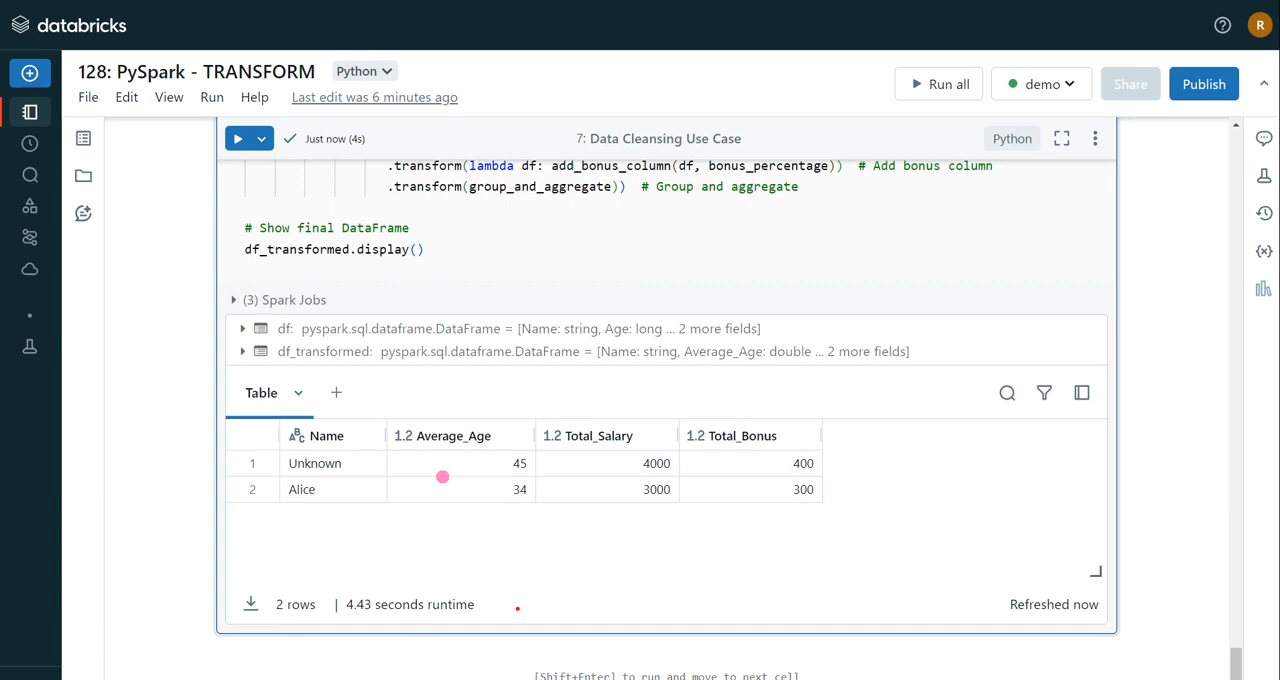 databricks
R
128: PySpark - TRANSFORM Python
File Edit View Run Help Last edit was 6 minutes ago
Run all demo Share Publish
Just now (4s) 7: Data Cleansing Use Case Python
.transform(lambda df: add_bonus_column(df, bonus_percentage)) # Add bonus column
.transform(group_and_aggregate)) # Group and aggregate
# Show final DataFrame
df_transformed.display()
(3) Spark Jobs
df: pyspark.sql.dataframe.DataFrame = [Name: string, Age: long ... 2 more fields]
df_transformed: pyspark.sql.dataframe.DataFrame = [Name: string, Average_Age: double ... 2 more fields]
Table +
ABC Name 1.2 Average_Age 1.2 Total_Salary 1.2 Total_Bonus
1 Unknown 45 4000 400
2 Alice 34 3000 300
2 rows | 4.43 seconds runtime Refreshed now
[Shift+Enter] to run and move to next cell